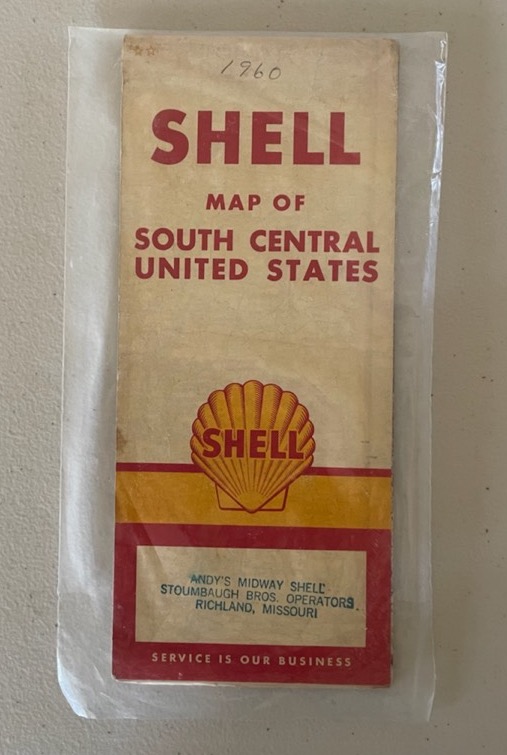 1960
SHELL
MAP OF
SOUTH CENTRAL
UNITED STATES
SHELL
ANDY'S MIDWAY SHELL
STOUMBAUGH BROS. OPERATORS.
RICHLAND, MISSOURI
SERVICE IS OUR BUSINESS